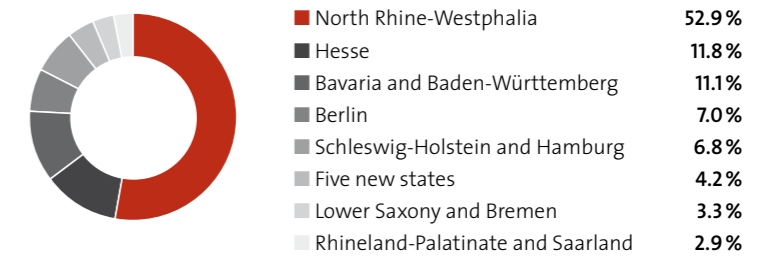 North Rhine-Westphalia 52.9 %
Hesse 11.8 %
Bavaria and Baden-Württemberg 11.1 %
Berlin 7.0 %
Schleswig-Holstein and Hamburg 6.8 %
Five new states 4.2 %
Lower Saxony and Bremen 3.3 %
Rhineland-Palatinate and Saarland 2.9 %